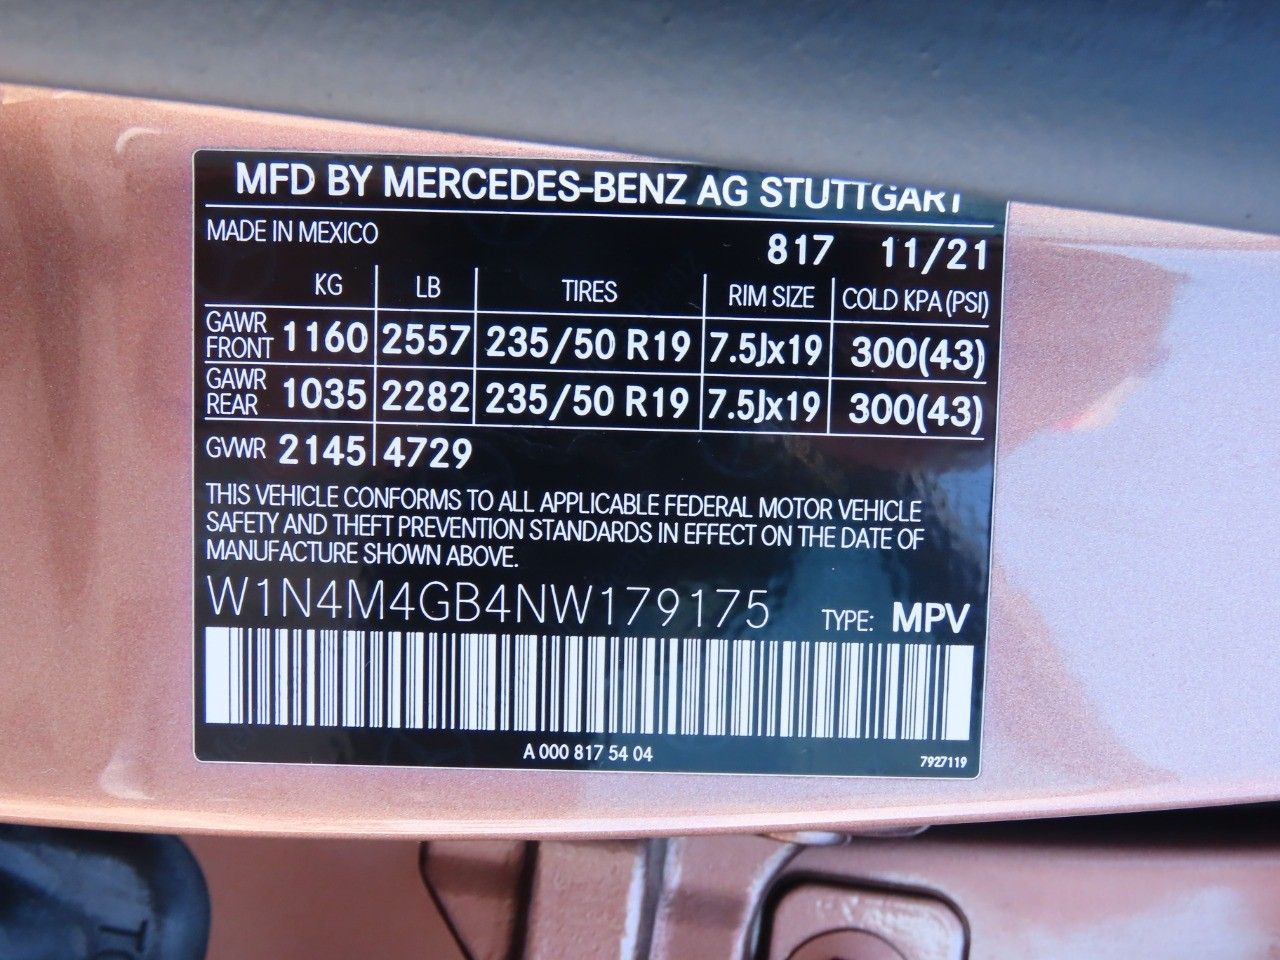 MFD BY MERCEDES-BENZ AG STUTTGART
MADE IN MEXICO 817 11/21
KG LB TIRES RIM SIZE COLD KPA (PSI)
GAWR FRONT 1160 2557 235/50 R19 7.5Jx19 300(43)
GAWR REAR 1035 2282 235/50 R19 7.5Jx19 300(43)
GVWR 2145 4729
THIS VEHICLE CONFORMS TO ALL APPLICABLE FEDERAL MOTOR VEHICLE
SAFETY AND THEFT PREVENTION STANDARDS IN EFFECT ON THE DATE OF
MANUFACTURE SHOWN ABOVE.
W1N4M4GB4NW179175 TYPE: MPV
A 000 817 54 04 7927119